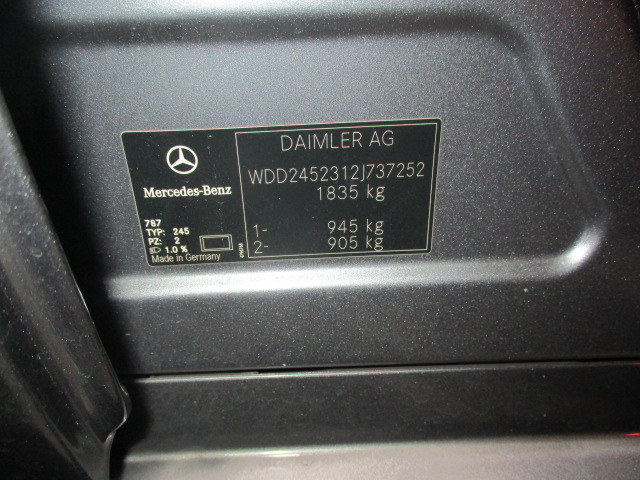 Mercedes-Benz
787
TYP: 245
PZ: 2
1.0 %
Made in Germany
DAIMLER AG
WDD2452312J737252
1835 kg
1- 945 kg
2- 905 kg